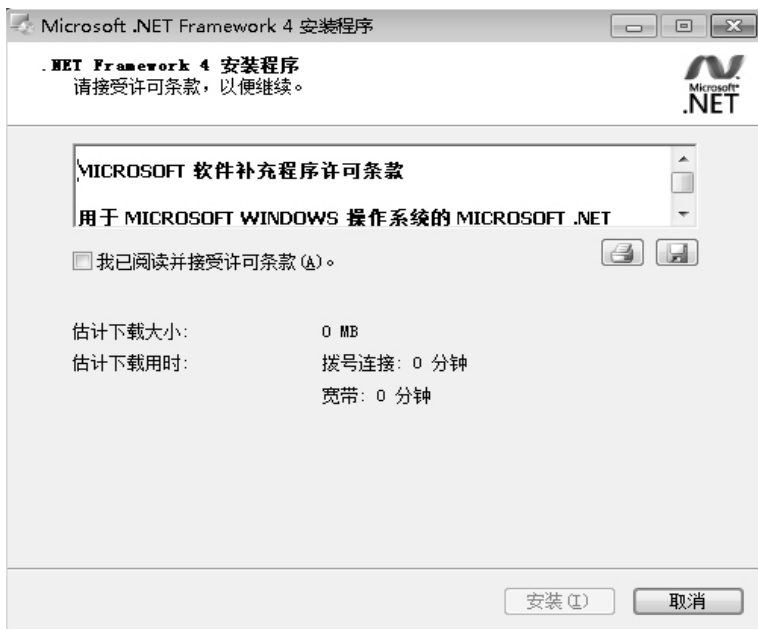 Microsoft .NET Framework 4 安装程序
.NET Framework 4 安装程序
请接受许可条款，以便继续。
Microsoft
.NET
MICROSOFT 软件补充程序许可条款
用于 MICROSOFT WINDOWS 操作系统的 MICROSOFT .NET
我已阅读并接受许可条款(A)。
估计下载大小: 0 MB
估计下载用时: 拨号连接: 0 分钟
宽带: 0 分钟
安装(I) 取消